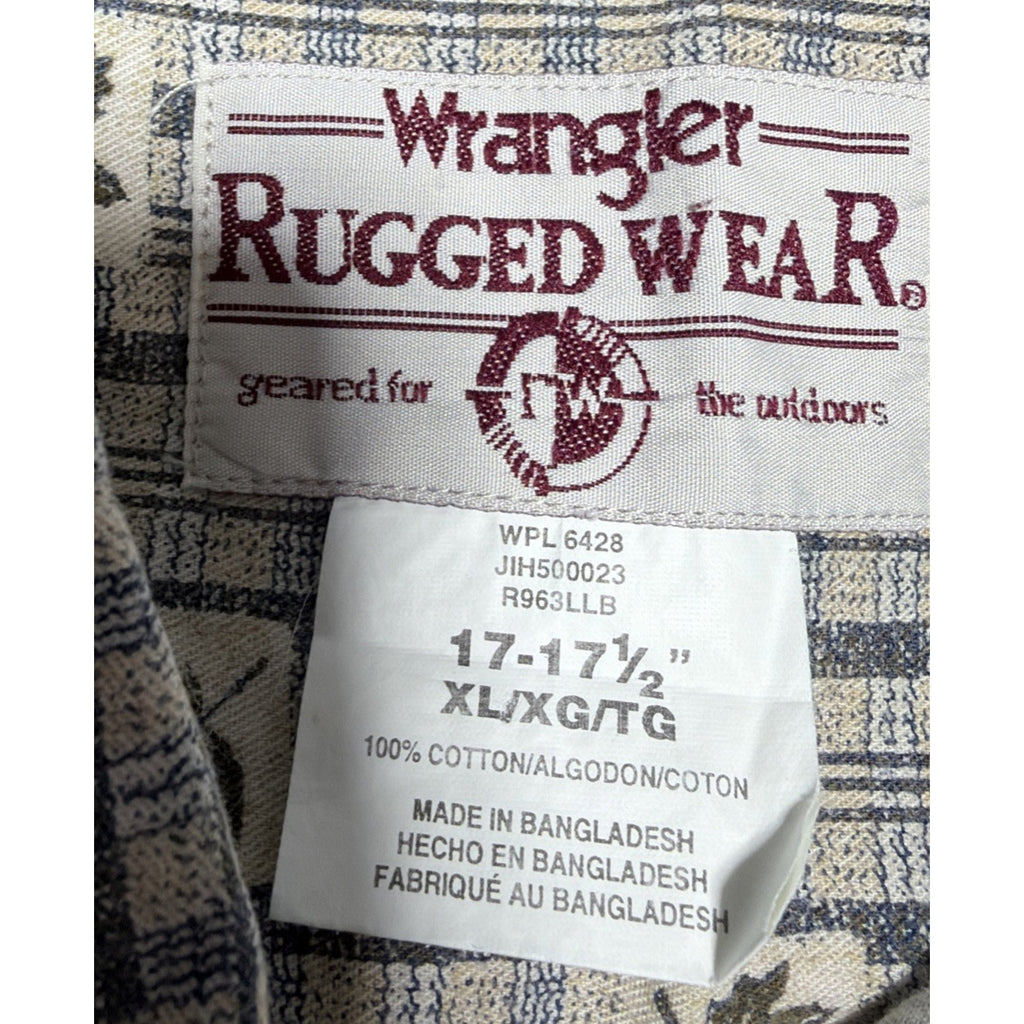 Wrangler
RUGGED WEAR®
geared for the outdoors
RW
WPL 6428
JIH500023
R963LLB
17-17½"
XL/XG/TG
100% COTTON/ALGODON/COTON
MADE IN BANGLADESH
HECHO EN BANGLADESH
FABRIQUÉ AU BANGLADESH